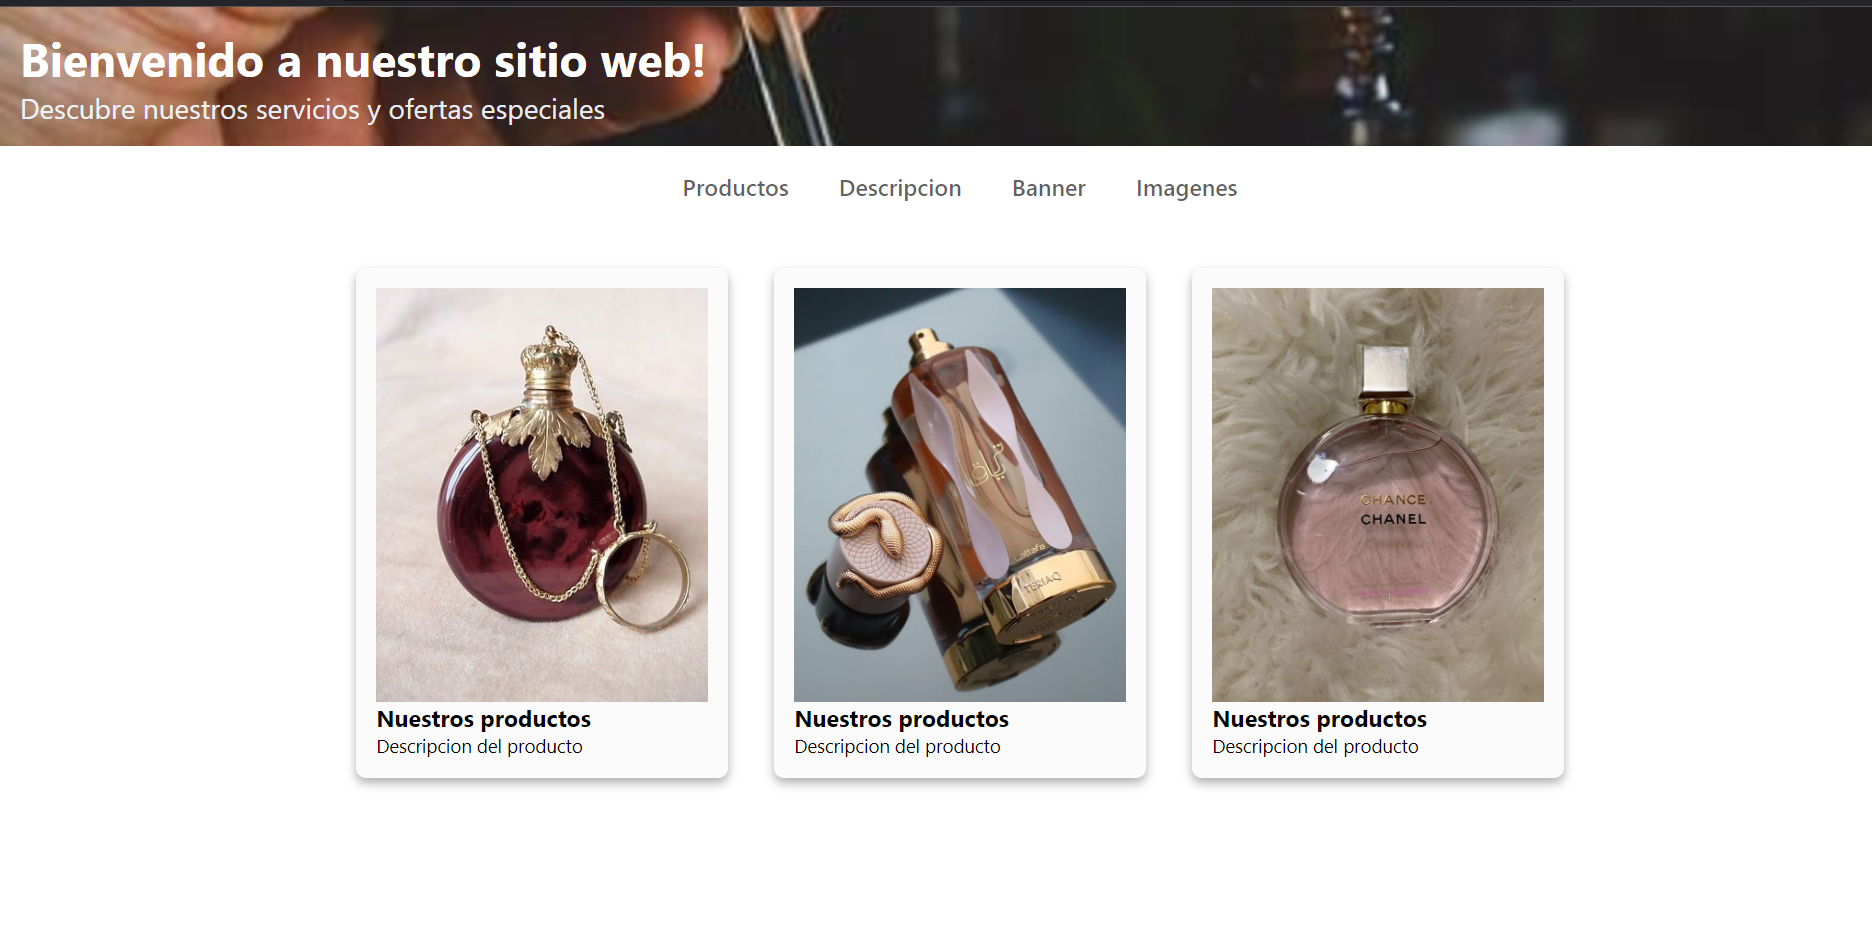 Bienvenido a nuestro sitio web!
Descubre nuestros servicios y ofertas especiales
Productos Descripcion Banner Imagenes
ترياق
Lattafa
TERIAQ
CHANCE
CHANEL
Nuestros productos
Descripcion del producto
Nuestros productos
Descripcion del producto
Nuestros productos
Descripcion del producto